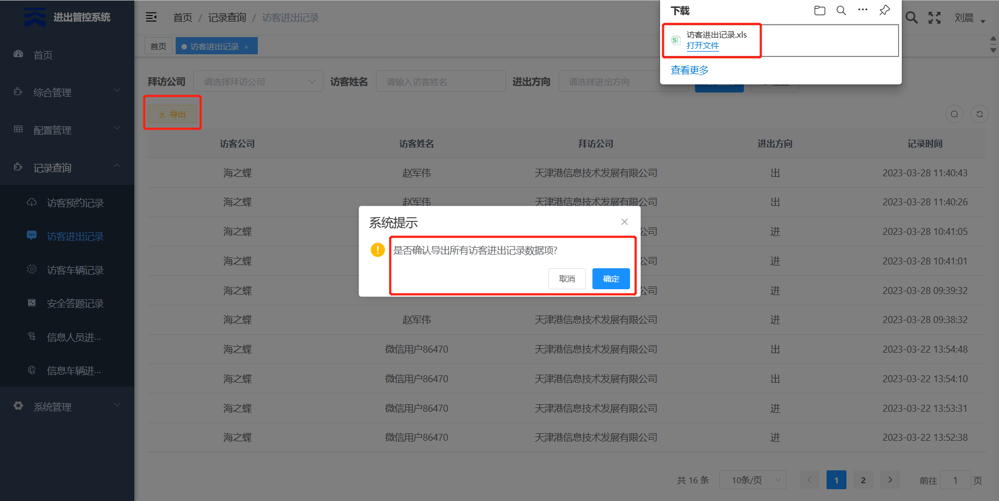 进出管控系统
首页
综合管理
配置管理
记录查询
访客预约记录
访客进出记录
访客车辆记录
安全答题记录
信息人员进...
信息车辆进...
系统管理
首页 / 记录查询 / 访客进出记录
刘晨
首页
访客进出记录 ×
下载
访客进出记录.xls
打开文件
查看更多
拜访公司 请选择拜访公司 访客姓名 请输入访客姓名 进出方向 请选择进出方向
导出
访客公司 访客姓名 拜访公司 进出方向 记录时间
海之蝶 赵军伟 天津港信息技术发展有限公司 出 2023-03-28 11:40:43
海之蝶 赵军伟 天津港信息技术发展有限公司 出 2023-03-28 11:40:26
海之蝶 公司 进 2023-03-28 10:41:05
海之蝶 公司 进 2023-03-28 10:41:01
海之蝶 公司 进 2023-03-28 09:39:32
海之蝶 赵军伟 天津港信息技术发展有限公司 进 2023-03-28 09:38:32
海之蝶 微信用户86470 天津港信息技术发展有限公司 出 2023-03-22 13:54:48
海之蝶 微信用户86470 天津港信息技术发展有限公司 出 2023-03-22 13:54:10
海之蝶 微信用户86470 天津港信息技术发展有限公司 进 2023-03-22 13:53:31
海之蝶 微信用户86470 天津港信息技术发展有限公司 进 2023-03-22 13:52:38
系统提示
是否确认导出所有访客进出记录数据项?
取消 确定
共 16 条 10条/页 1 2 前往 1 页